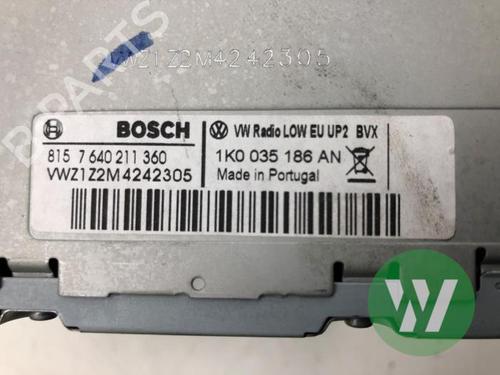 B PARTS
VWZ1Z2M4242305
BOSCH
VW Radio LOW EU UP2 BVX
815 7 640 211 360
1K0 035 186 AN
VWZ1Z2M4242305
Made in Portugal
W